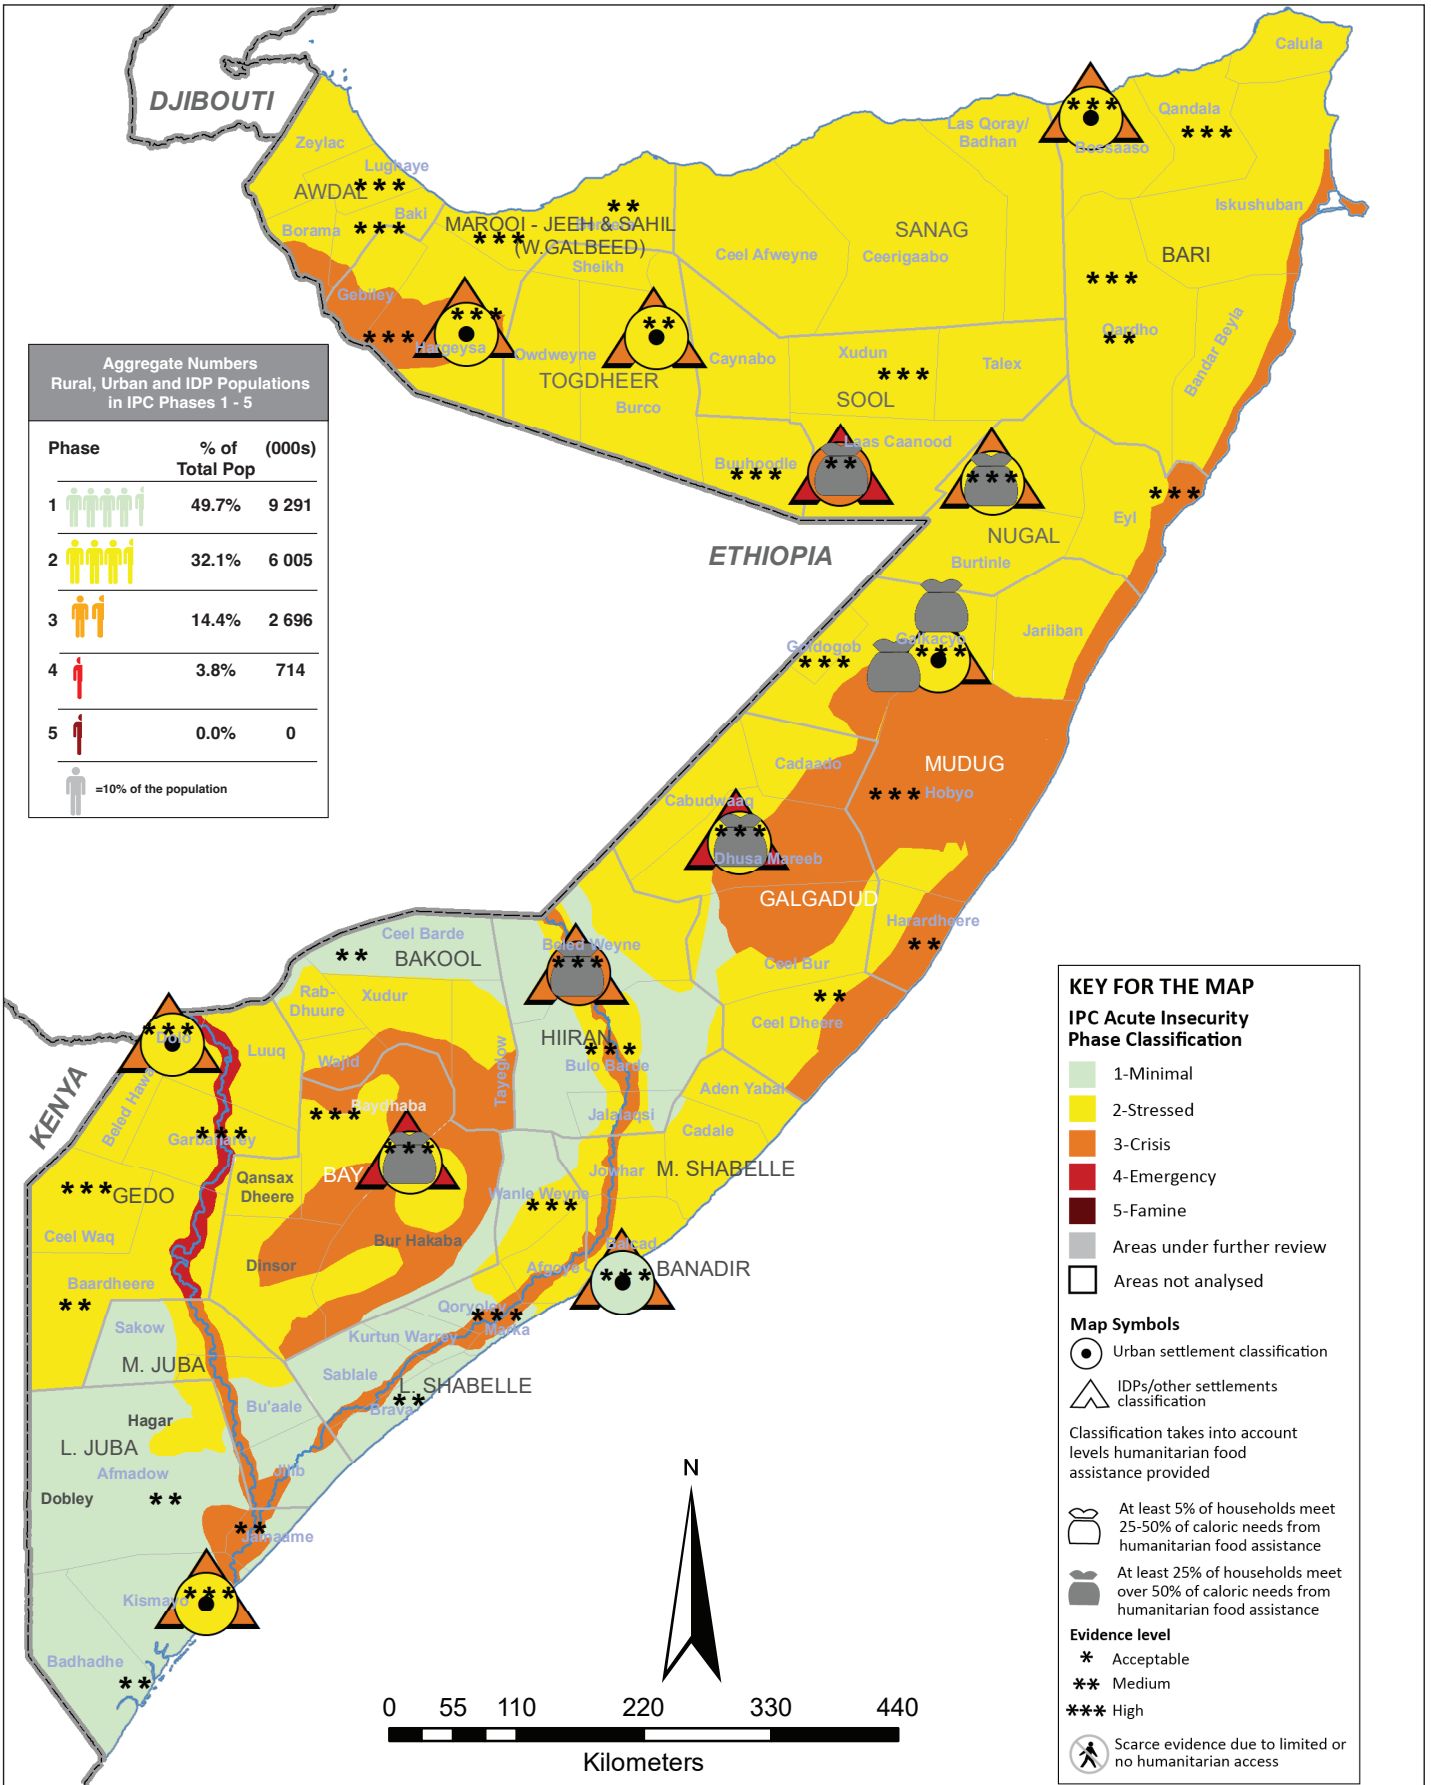 DJIBOUTI
Calula
Zeylac
Lughaye
***
AWDAL
Baki
Borama
***
Las Qoray/
Badhan
***
Bossaaso
Qandala
***
**
MAROOI - JEEH & SAHIL
***
(W.GALBEED)
Sheikh
SANAG
Ceel Afweyne
Ceerigaabo
Iskushuban
BARI
***
Gebiley
***
***
Hargeysa
**
Owdweyne
TOGDHEER
Burco
Caynabo
Xudun
***
SOOL
Talex
Qardho
**
Bandar Beyla
Laas Caanood
Buuhoodle
***
**
***
***
Eyl
NUGAL
Burtinle
ETHIOPIA
Aggregate Numbers
Rural, Urban and IDP Populations
in IPC Phases 1 - 5
Phase % of (000s)
Total Pop
1 49.7% 9 291
2 32.1% 6 005
3 14.4% 2 696
4 3.8% 714
5 0.0% 0
=10% of the population
Goldogob
***
Galkacyo
***
Jariiban
Cadaado
MUDUG
***
Hobyo
Cabudwaaq
***
Dhusa Mareeb
GALGADUD
Harardheere
**
Ceel Bur
**
Ceel Dheere
Ceel Barde
**
BAKOOL
Beled Weyne
***
Rab-
Dhuure
Xudur
***
Dolo
Luuq
Wajid
Tayeglow
HIIRAN
***
Bulo Barde
Aden Yabal
KENYA
Beled Hawa
Baydhaba
***
Jalalaqsi
Cadale
Garbaharey
***
***
***
GEDO
Qansax
Dheere
BAY
Jowhar
M. SHABELLE
Wanle Weyne
***
Ceel Waq
Bur Hakaba
Dinsor
Balcad
BANADIR
***
Afgoye
Baardheere
**
Qoryoley
***
Marka
Sakow
Kurtun Warrey
M. JUBA
Sablale
L. SHABELLE
**
Brava
Bu'aale
Hagar
L. JUBA
Afmadow
Jilib
Dobley
**
**
Jamaame
***
Kismayo
Badhadhe
**
N
0 55 110 220 330 440
Kilometers
KEY FOR THE MAP
IPC Acute Insecurity
Phase Classification
1-Minimal
2-Stressed
3-Crisis
4-Emergency
5-Famine
Areas under further review
Areas not analysed
Map Symbols
Urban settlement classification
IDPs/other settlements
classification
Classification takes into account
levels humanitarian food
assistance provided
At least 5% of households meet
25-50% of caloric needs from
humanitarian food assistance
At least 25% of households meet
over 50% of caloric needs from
humanitarian food assistance
Evidence level
* Acceptable
** Medium
*** High
Scarce evidence due to limited or
no humanitarian access